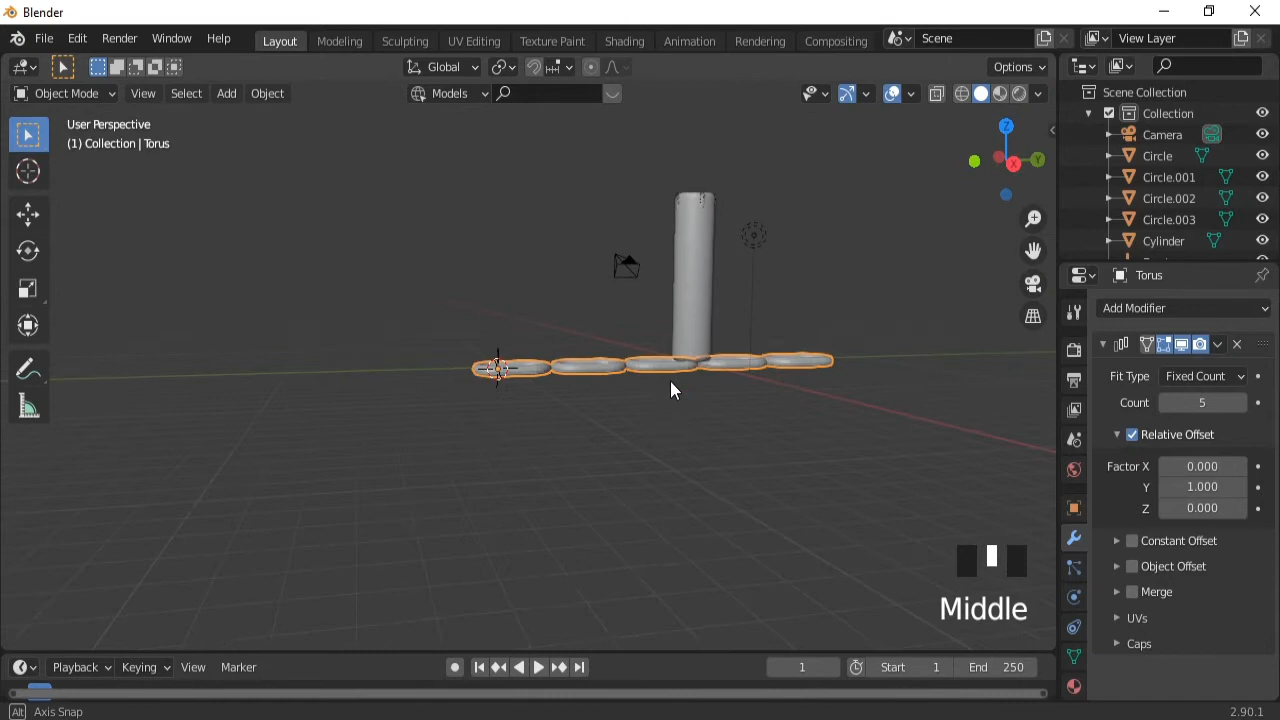 Blender
File Edit Render Window Help
Layout Modeling Sculpting UV Editing Texture Paint Shading Animation Rendering Compositing
Scene
View Layer
Global
Options
Object Mode View Select Add Object
Models
User Perspective
(1) Collection | Torus
Z
X
Y
Scene Collection
Collection
Camera
Circle
Circle.001
Circle.002
Circle.003
Cylinder
Torus
Add Modifier
Fit Type Fixed Count
Count 5
Relative Offset
Factor X 0.000
Y 1.000
Z 0.000
Constant Offset
Object Offset
Merge
UVs
Caps
Middle
Playback Keying View Marker
1 Start 1 End 250
Alt Axis Snap
2.90.1